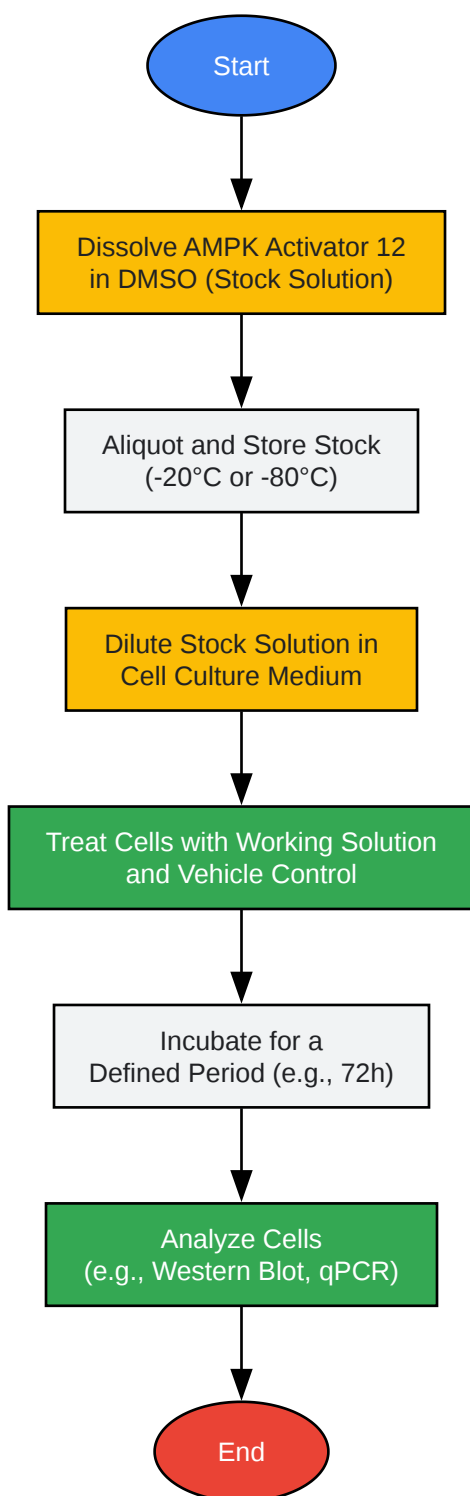 Start
Dissolve AMPK Activator 12
in DMSO (Stock Solution)
Aliquot and Store Stock
(-20°C or -80°C)
Dilute Stock Solution in
Cell Culture Medium
Treat Cells with Working Solution
and Vehicle Control
Incubate for a
Defined Period (e.g., 72h)
Analyze Cells
(e.g., Western Blot, qPCR)
End